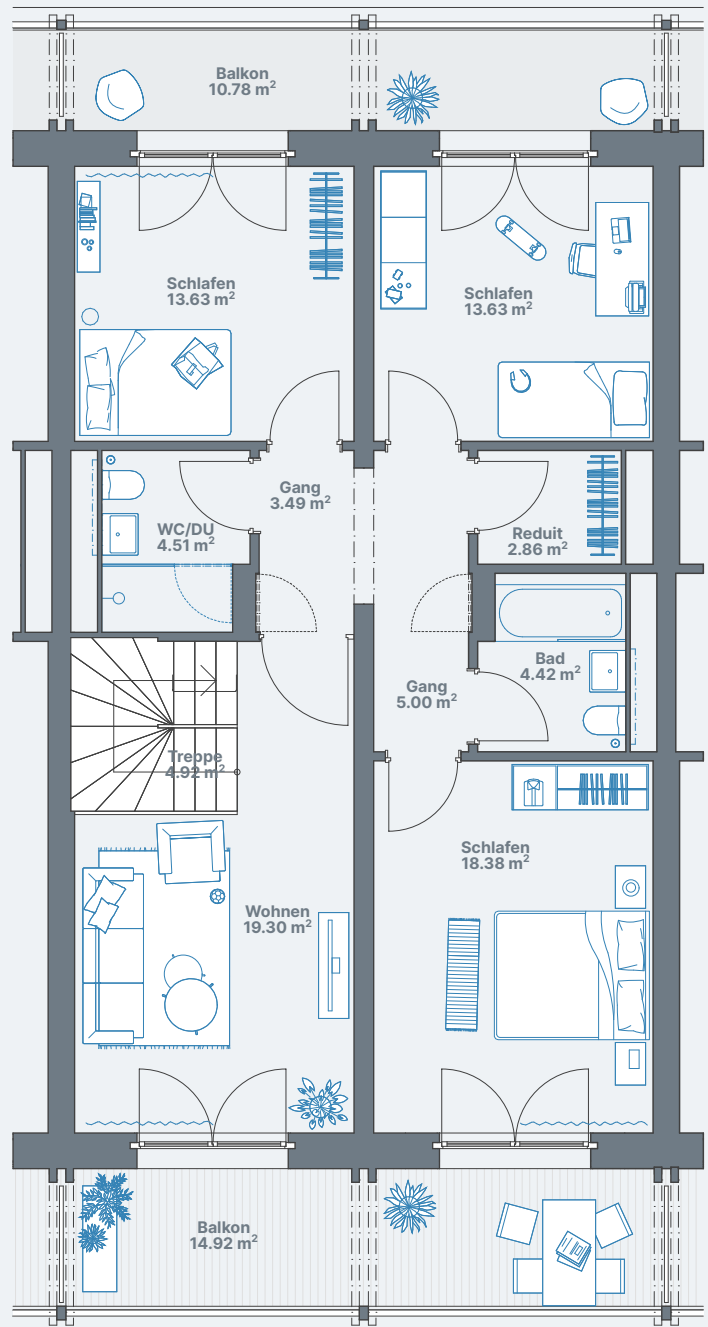 Balkon
10.78 m²
Schlafen
13.63 m²
Schlafen
13.63 m²
Gang
3.49 m²
WC/DU
4.51 m²
Reduit
2.86 m²
Bad
4.42 m²
Gang
5.00 m²
Treppe
4.92 m²
Schlafen
18.38 m²
Wohnen
19.30 m²
Balkon
14.92 m²